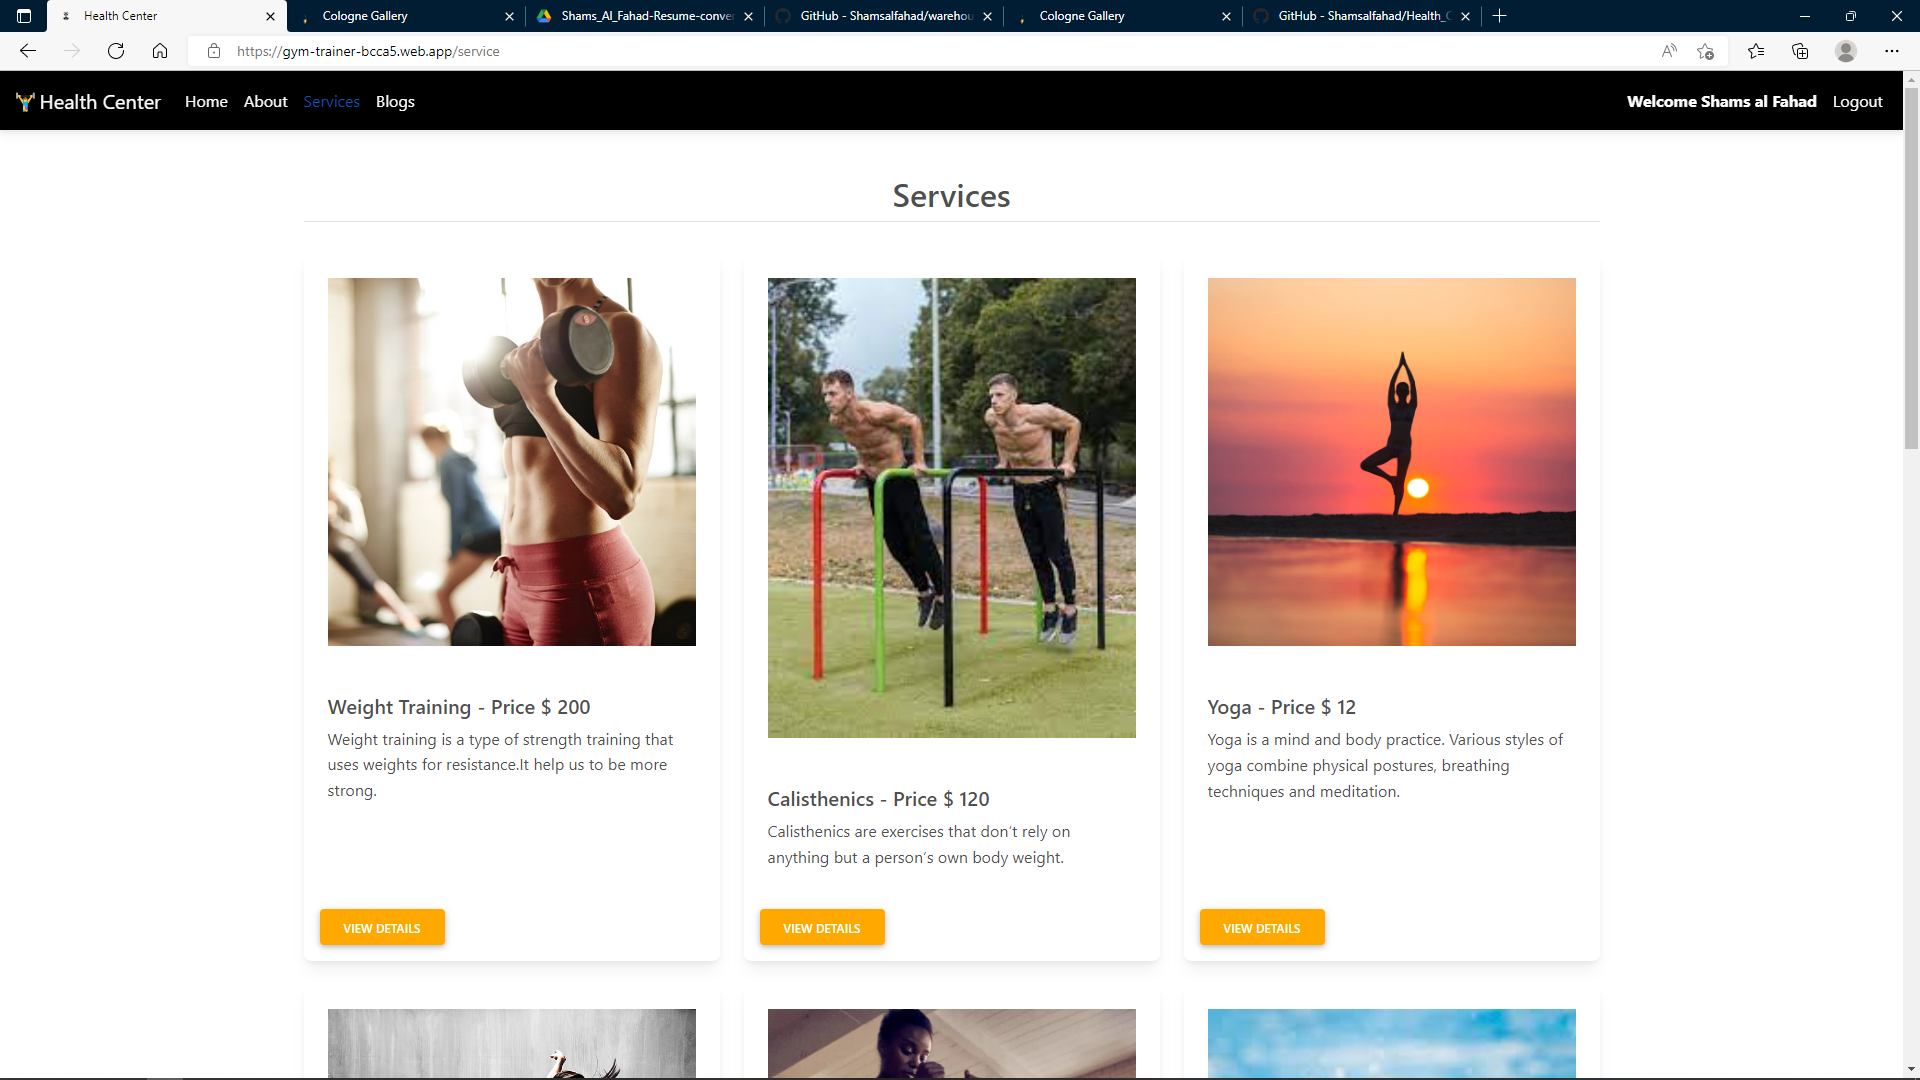 Health Center
Cologne Gallery
Shams_Al_Fahad-Resume-conver
GitHub - Shamsalfahad/warehou
Cologne Gallery
GitHub - Shamsalfahad/Health_C
https://gym-trainer-bcca5.web.app/service
Health Center Home About Services Blogs Welcome Shams al Fahad Logout
Services
Weight Training - Price $ 200
Weight training is a type of strength training that
uses weights for resistance.It help us to be more
strong.
VIEW DETAILS
Calisthenics - Price $ 120
Calisthenics are exercises that don't rely on
anything but a person's own body weight.
VIEW DETAILS
Yoga - Price $ 12
Yoga is a mind and body practice. Various styles of
yoga combine physical postures, breathing
techniques and meditation.
VIEW DETAILS